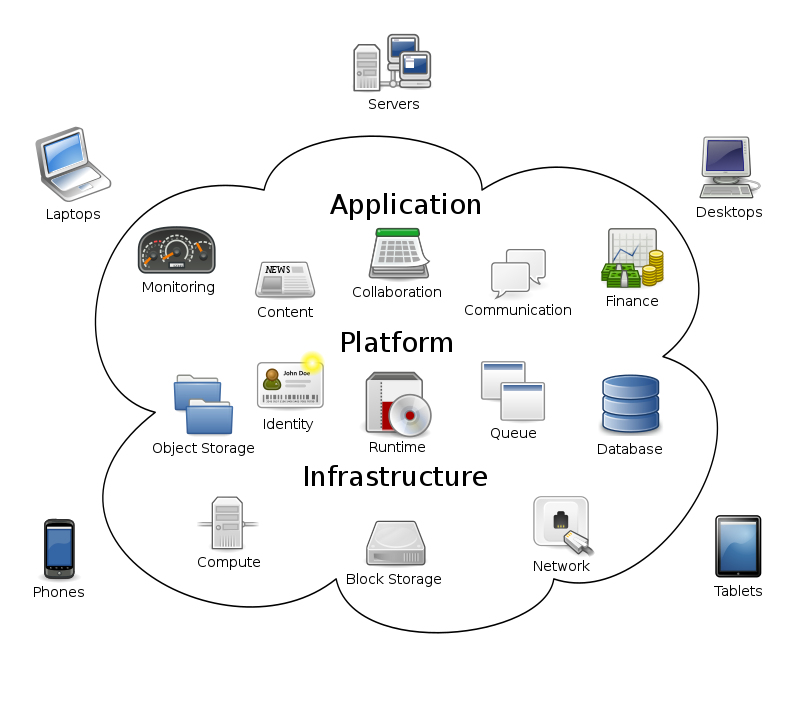 Servers
Laptops
Desktops
Application
Monitoring
NEWS
Content
Collaboration
Communication
Finance
Platform
Object Storage
John Doe
Identity
Runtime
Queue
Database
Infrastructure
Compute
Block Storage
Network
Phones
Tablets